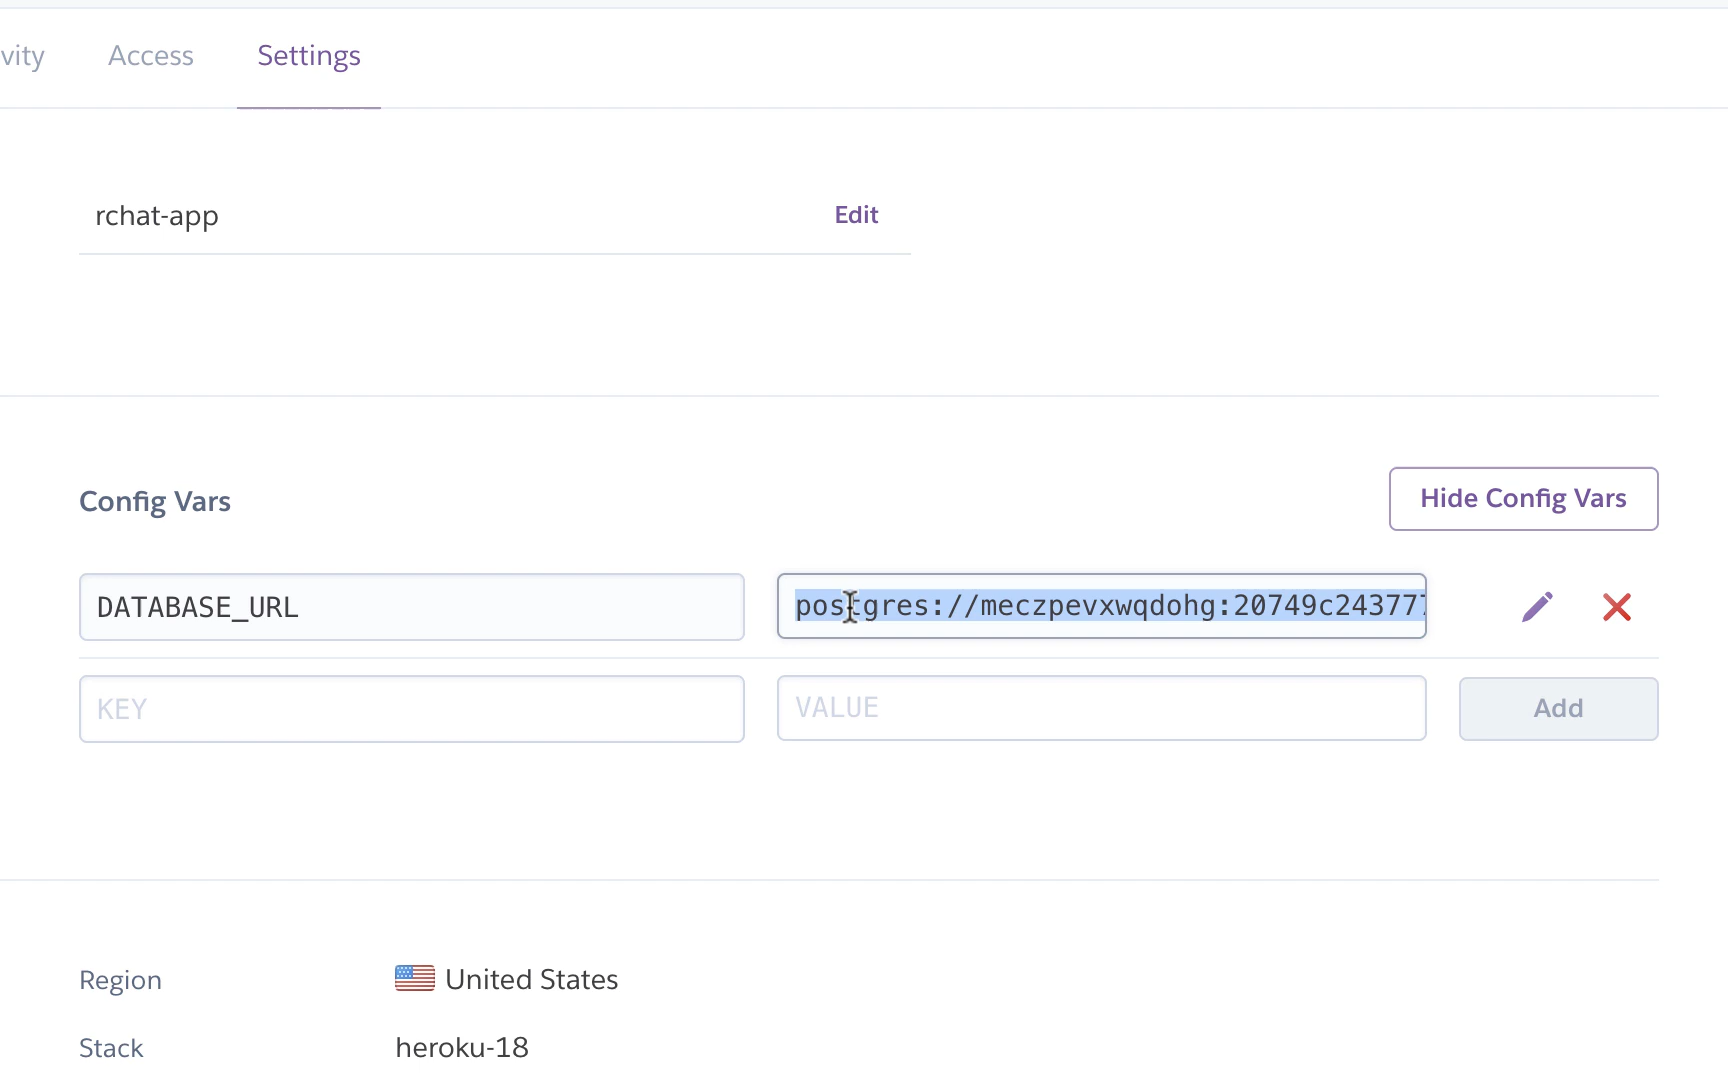 vity Access Settings
rchat-app Edit
Config Vars Hide Config Vars
DATABASE_URL postgres://meczpevxwqdohg:20749c243777
KEY VALUE Add
Region United States
Stack heroku-18